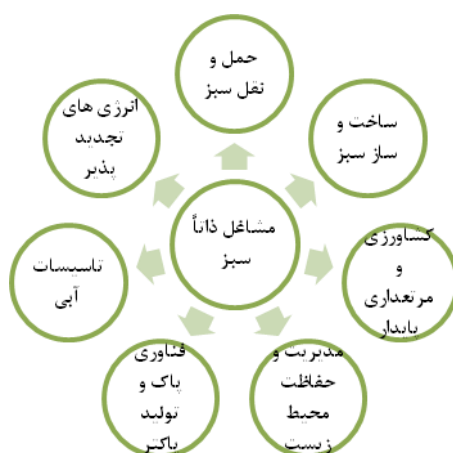 حمل و
نقل سبز
ساخت و
ساز سبز
کشاورزی
و
مرتعداری
پایدار
مدیریت و
حفاظت
محیط
زیست
فناوری
پاک و
تولید
پاکتر
تاسیسات
آبی
انرژی های
تجدید
پذیر
مشاغل ذاتاً
سبز